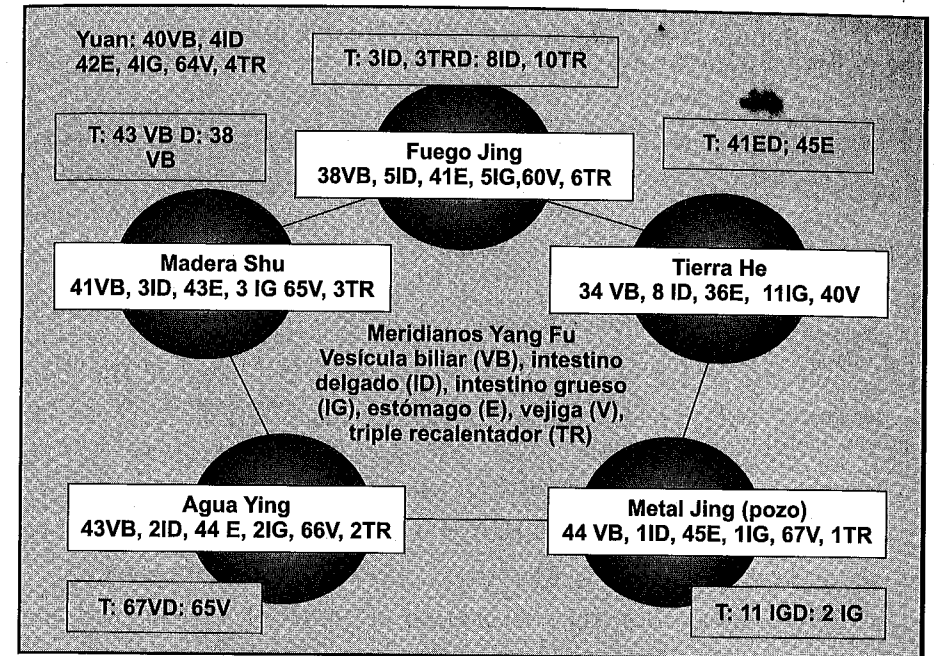 Yuan: 40VB, 4ID
42E, 4IG, 64V, 4TR
T: 3ID, 3TRD: 8ID, 10TR
T: 43 VB D: 38
VB
Fuego Jing
38VB, 5ID, 41E, 5IG,60V, 6TR
T: 41ED; 45E
Madera Shu
41VB, 3ID, 43E, 3 IG 65V, 3TR
Tierra He
34 VB, 8 ID, 36E, 11IG, 40V
Meridianos Yang Fu
Vesícula biliar (VB), intestino
delgado (ID), intestino grueso
(IG), estómago (E), vejiga (V),
triple recalentador (TR)
Agua Ying
43VB, 2ID, 44 E, 2IG, 66V, 2TR
Metal Jing (pozo)
44 VB, 1ID, 45E, 1IG, 67V, 1TR
T: 67VD: 65V
T: 11 IGD: 2 IG